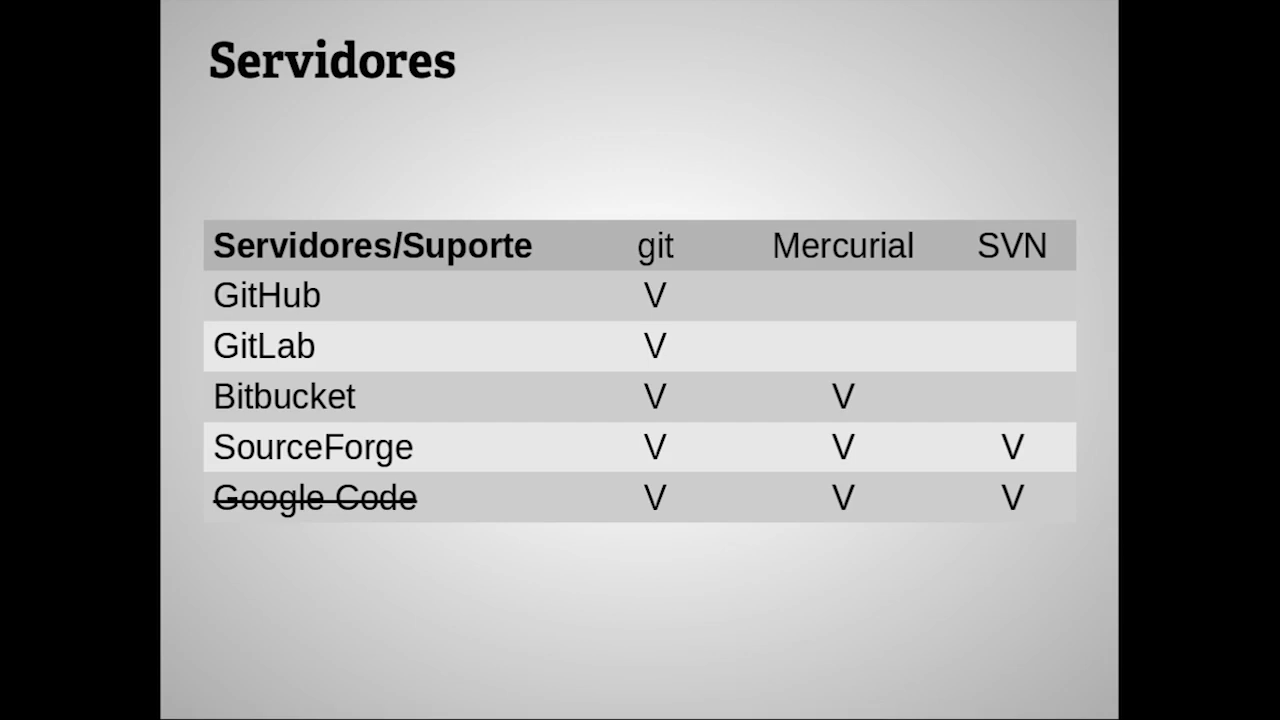 Servidores
Servidores/Suporte git Mercurial SVN
GitHub V
GitLab V
Bitbucket V V
SourceForge V V V
Google Code V V V